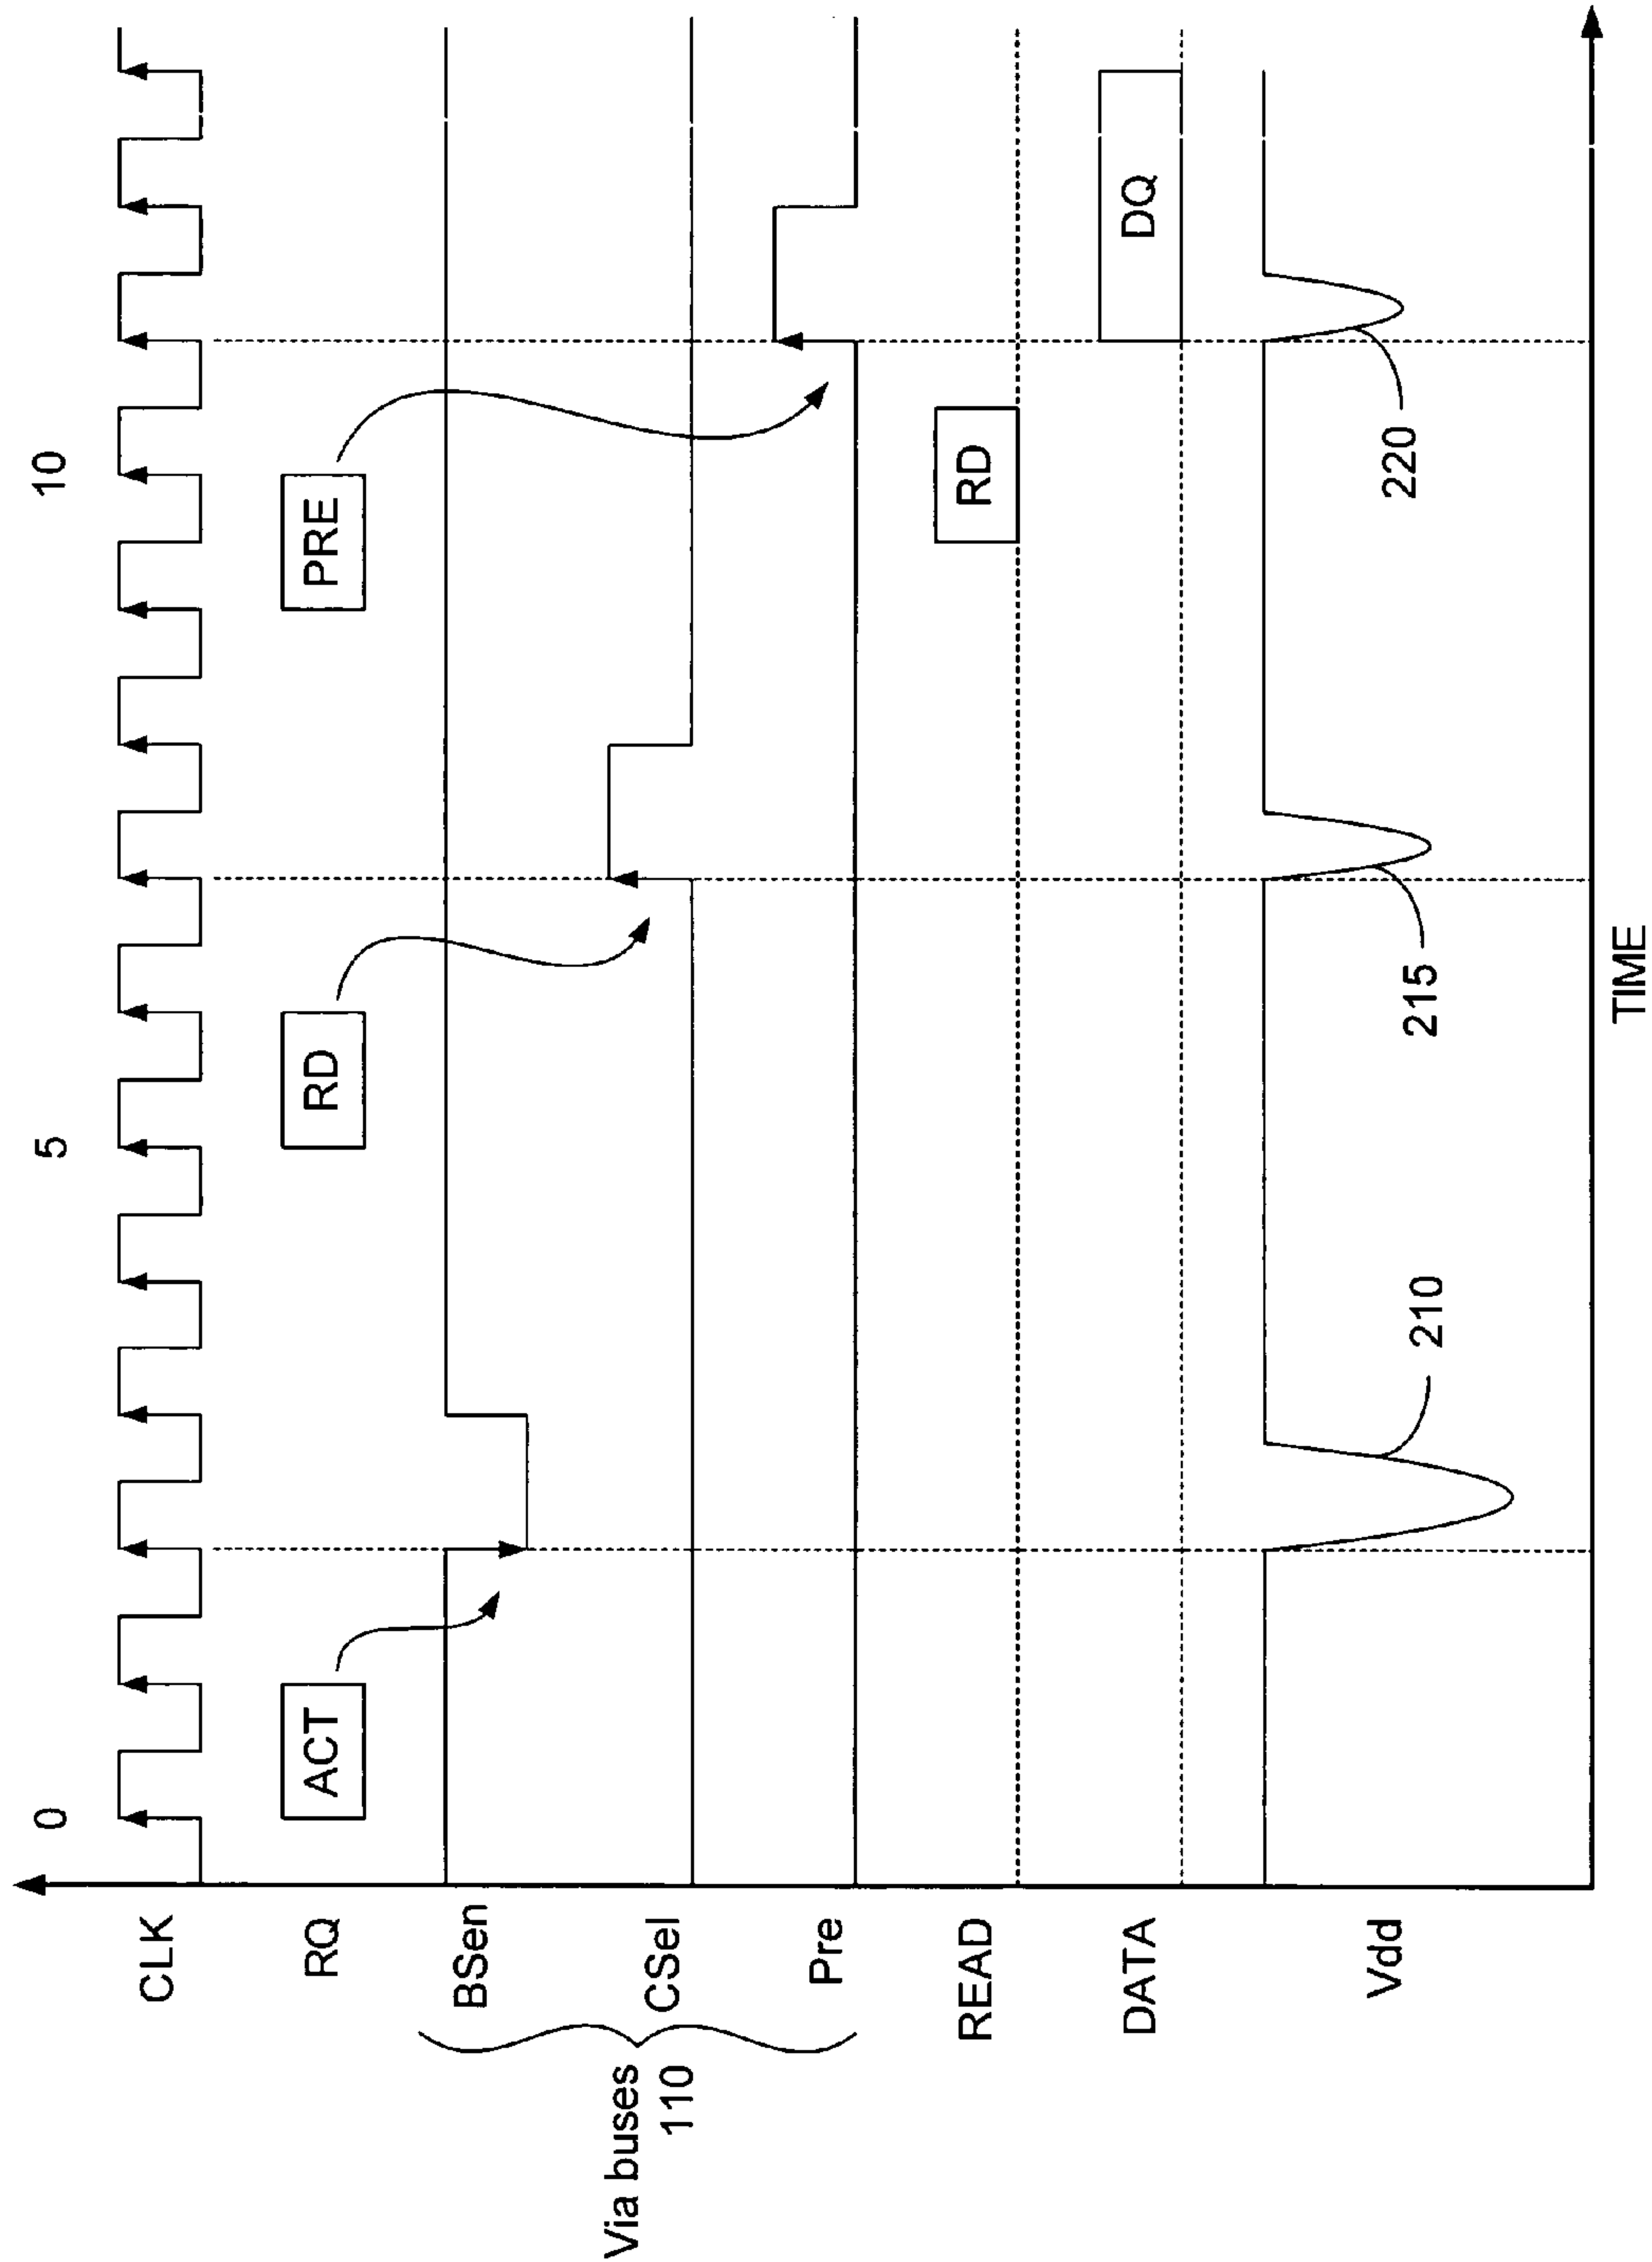 0 5 10
CLK
RQ ACT RD PRE
BSen
CSel
Pre
Via buses
110
READ RD
DATA DQ
Vdd
210 215 220
TIME